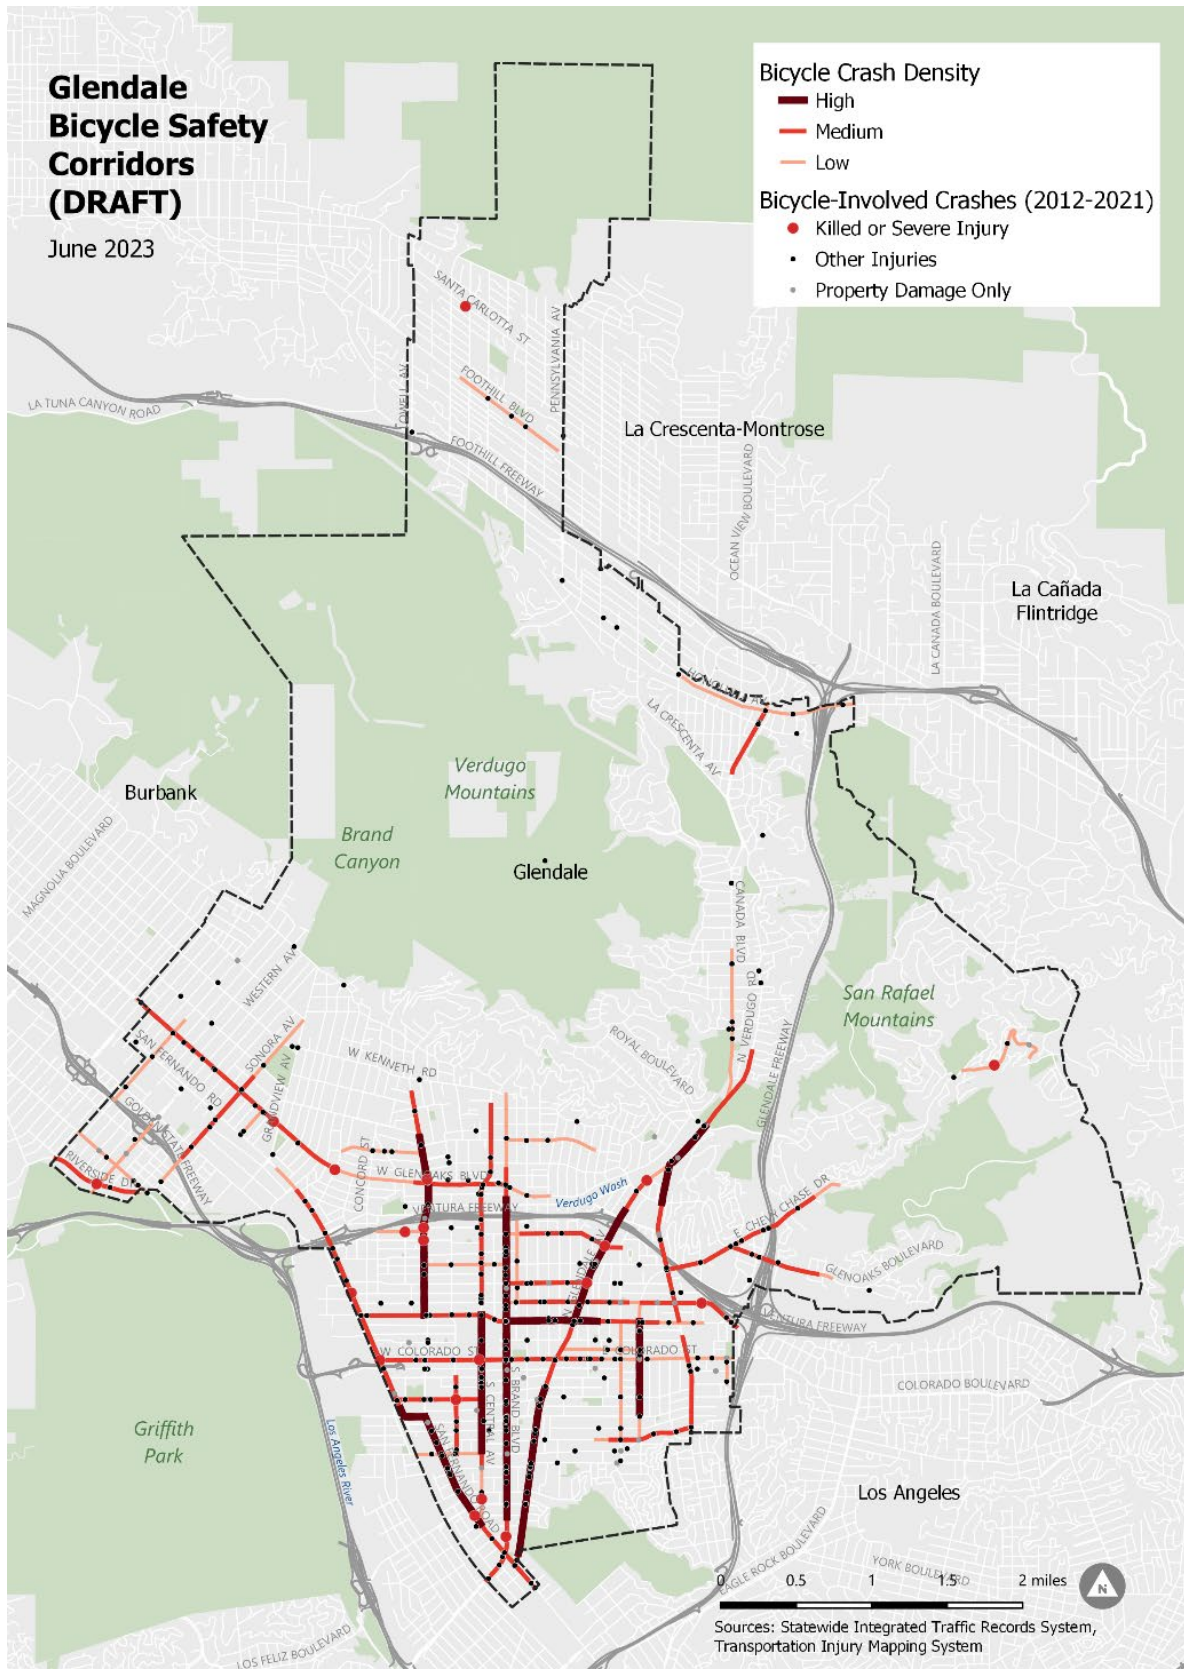 Glendale
Bicycle Safety
Corridors
(DRAFT)
June 2023
Bicycle Crash Density
High
Medium
Low
Bicycle-Involved Crashes (2012-2021)
Killed or Severe Injury
Other Injuries
Property Damage Only
SANTA CARLOTTA ST
PENNSYLVANIA AV
LOWELL AV
FOOTHILL BLVD
LA TUNA CANYON ROAD
FOOTHILL FREEWAY
La Crescenta-Montrose
OCEAN VIEW BOULEVARD
LA CANADA BOULEVARD
La Cañada
Flintridge
LA CRESCENTA AV
Verdugo
Mountains
Burbank
MAGNOLIA BOULEVARD
Brand
Canyon
Glendale
CANADA BLVD
N VERDUGO RD
WESTERN AV
San Rafael
Mountains
SAN FERNANDO RD
SONORA AV
GRANDVIEW AV
W KENNETH RD
ROYAL BOULEVARD
GLENDALE FREEWAY
GOLDEN STATE FREEWAY
RIVERSIDE DR
CONCORD ST
W GLENOAKS BLVD
Verdugo Wash
VENTURA FREEWAY
E CHEVY CHASE DR
GLENOAKS BOULEVARD
N GLENDALE AV
VENTURA FREEWAY
W COLORADO ST
E COLORADO ST
COLORADO BOULEVARD
S CENTRAL AV
S BRAND BLVD
SAN FERNANDO ROAD
Griffith
Park
Los Angeles River
Los Angeles
EAGLE ROCK BOULEVARD
YORK BOULEVARD
LOS FELIZ BOULEVARD
0 0.5 1 1.5 2 miles
N
Sources: Statewide Integrated Traffic Records System,
Transportation Injury Mapping System